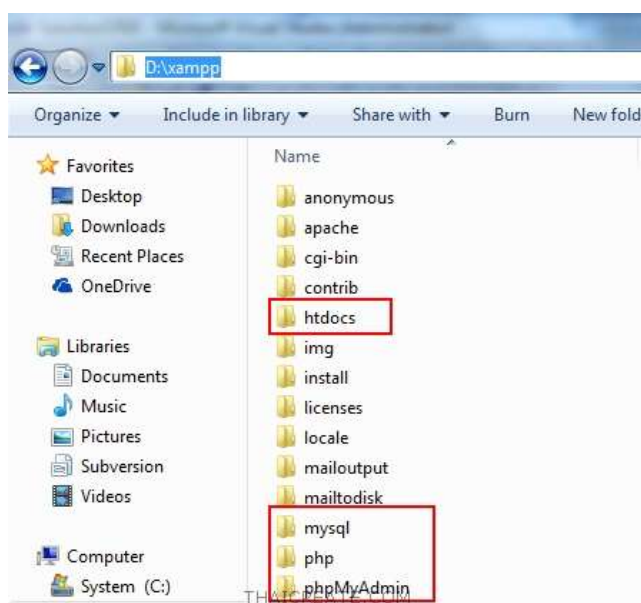 D:\xampp
Organize Include in library Share with Burn New fold
Favorites
Desktop
Downloads
Recent Places
OneDrive
Libraries
Documents
Music
Pictures
Subversion
Videos
Computer
System (C:)
Name
anonymous
apache
cgi-bin
contrib
htdocs
img
install
licenses
locale
mailoutput
mailtodisk
mysql
php
phpMyAdmin
THAICREATE.COM